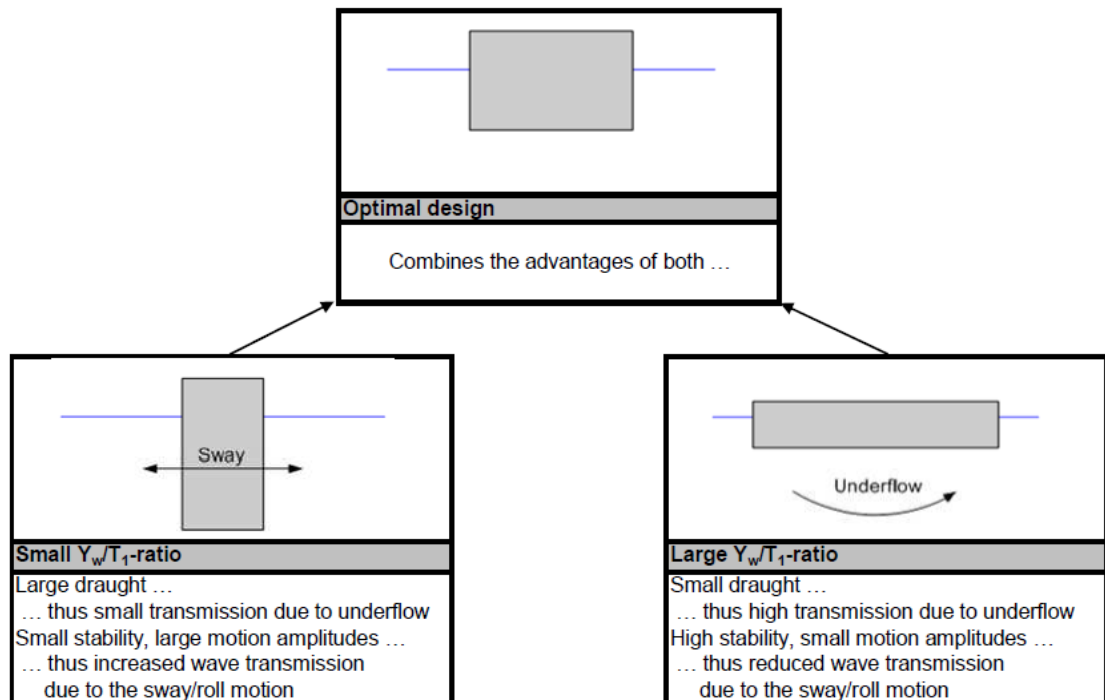 Optimal design
Combines the advantages of both …
Sway
Small Yw/T1-ratio
Large draught …
… thus small transmission due to underflow
Small stability, large motion amplitudes …
… thus increased wave transmission
due to the sway/roll motion
Underflow
Large Yw/T1-ratio
Small draught …
… thus high transmission due to underflow
High stability, small motion amplitudes …
… thus reduced wave transmission
due to the sway/roll motion